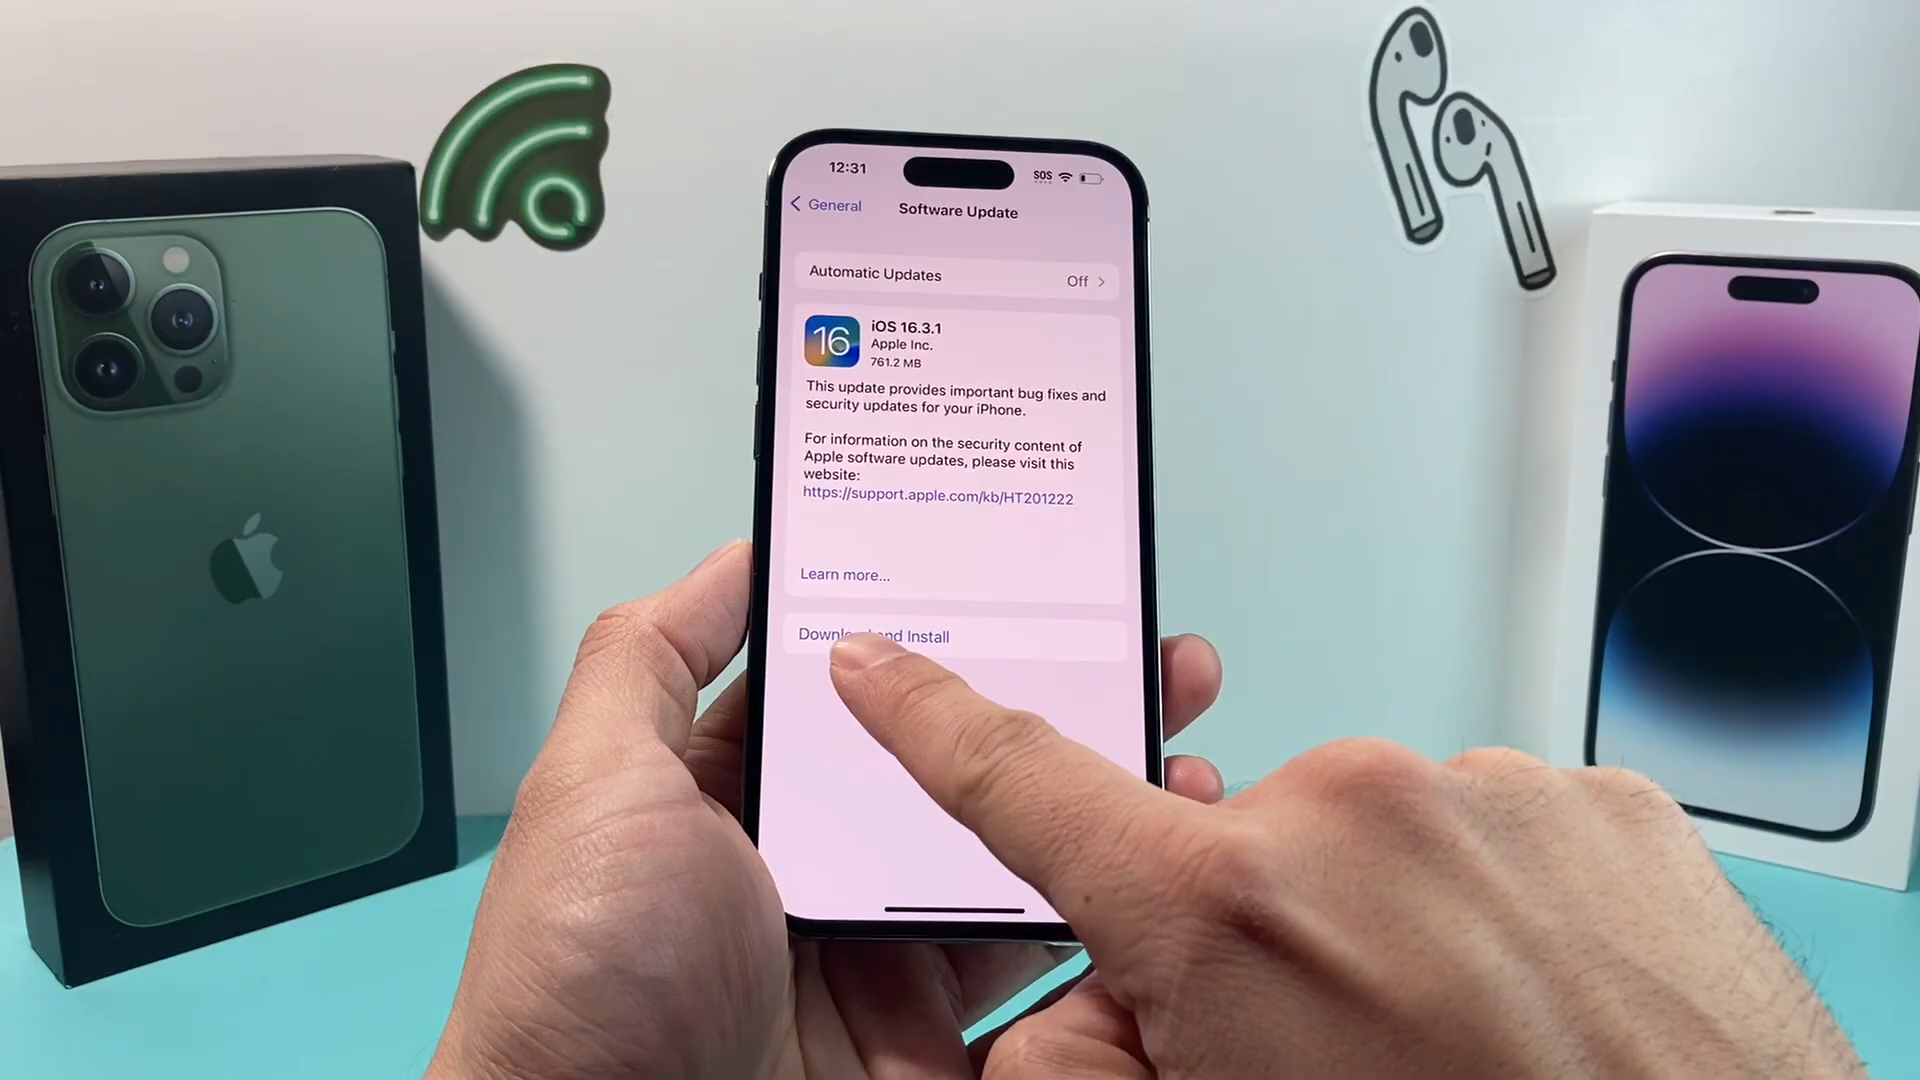 12:31
SOS
General
Software Update
Automatic Updates
Off
16
iOS 16.3.1
Apple Inc.
761.2 MB
This update provides important bug fixes and
security updates for your iPhone.
For information on the security content of
Apple software updates, please visit this
website:
https://support.apple.com/kb/HT201222
Learn more...
Download and Install